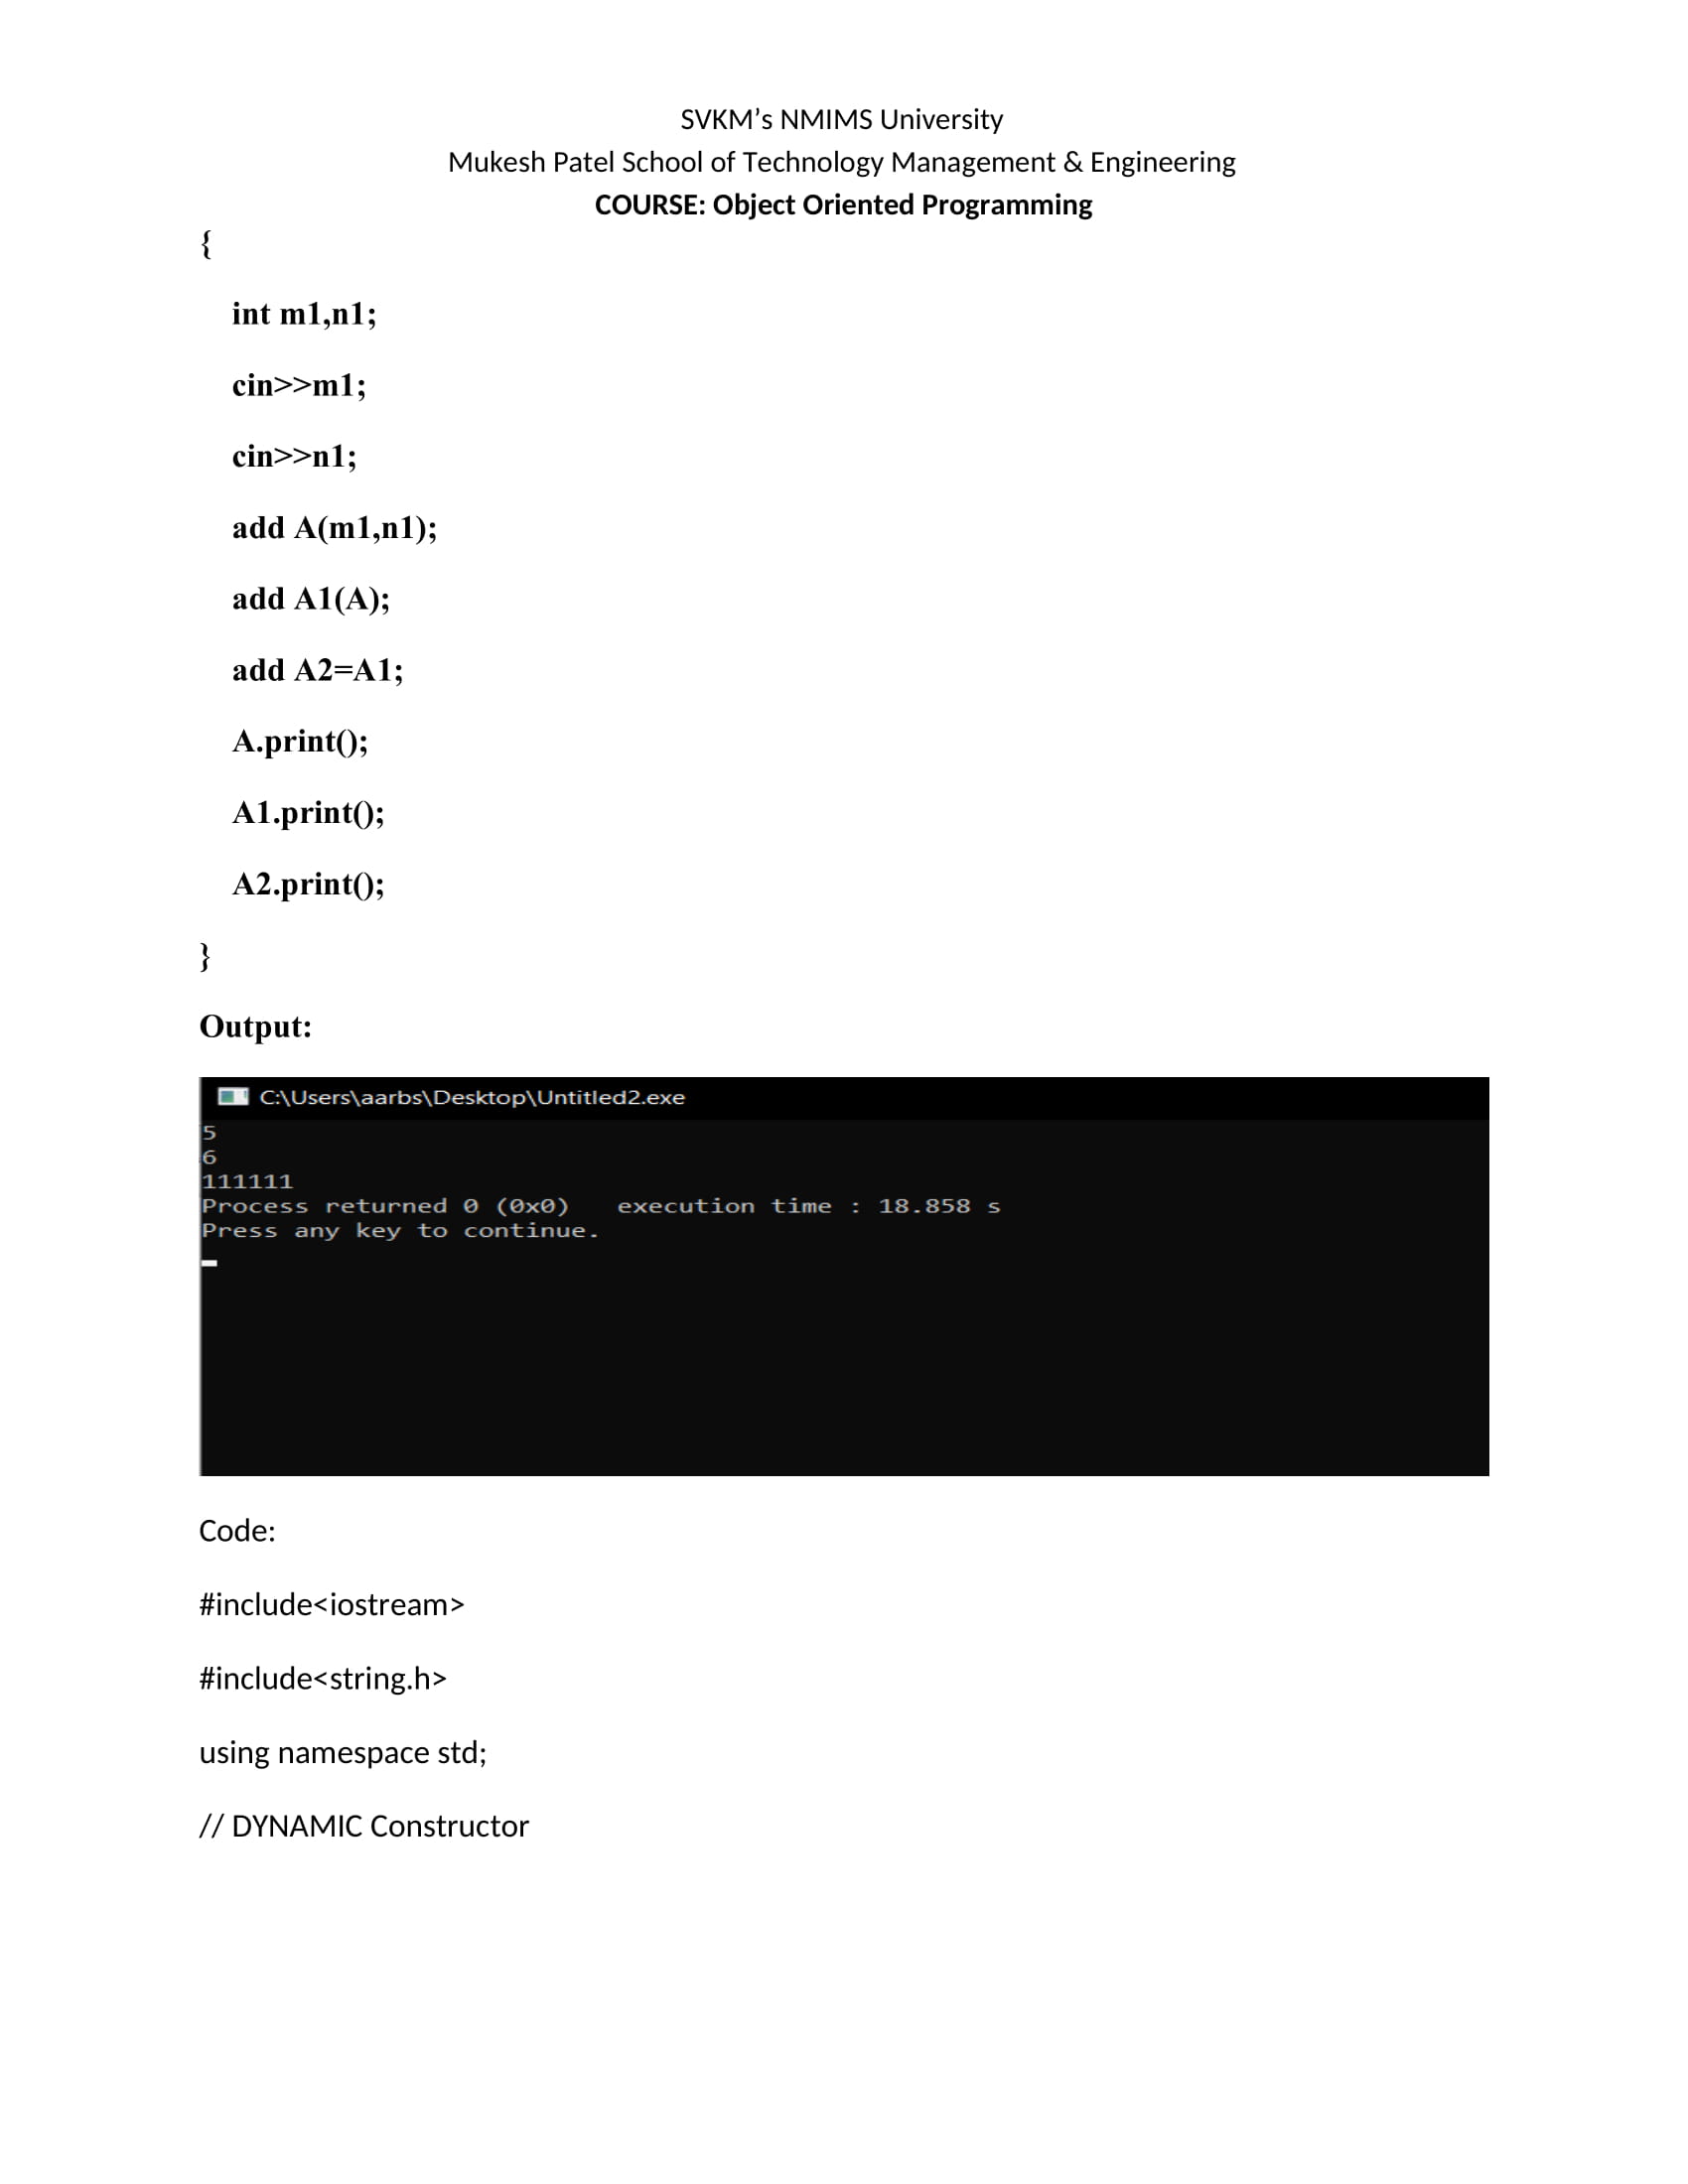 SVKM’s NMIMS University
Mukesh Patel School of Technology Management & Engineering
COURSE: Object Oriented Programming
{
int m1,n1;
cin>>m1;
cin>>n1;
add A(m1,n1);
add A1(A);
add A2=A1;
A.print();
A1.print();
A2.print();
}
Output:
C:\Users\aarbs\Desktop\Untitled2.exe
5
6
111111
Process returned 0 (0x0)   execution time : 18.858 s
Press any key to continue.
Code:
#include<iostream>
#include<string.h>
using namespace std;
// DYNAMIC Constructor